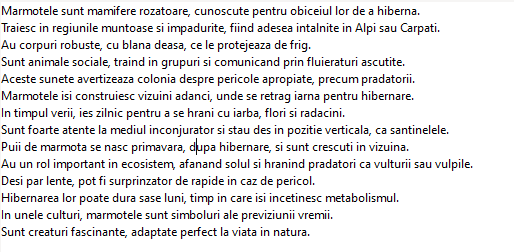 Marmotele sunt mamifere rozatoare, cunoscute pentru obiceiul lor de a hiberna.
Traiesc in regiunile muntoase si impadurite, fiind adesea intalnite in Alpi sau Carpati.
Au corpuri robuste, cu blana deasa, ce le protejeaza de frig.
Sunt animale sociale, traind in grupuri si comunicand prin fluieraturi ascutite.
Aceste sunete avertizeaza colonia despre pericole apropiate, precum pradatorii.
Marmotele isi construiesc vizuini adanci, unde se retrag iarna pentru hibernare.
In timpul verii, ies zilnic pentru a se hrani cu iarba, flori si radacini.
Sunt foarte atente la mediul inconjurator si stau des in pozitie verticala, ca santinelele.
Puii de marmota se nasc primavara, dupa hibernare, si sunt crescuti in vizuina.
Au un rol important in ecosistem, afanand solul si hranind pradatori ca vulturii sau vulpile.
Desi par lente, pot fi surprinzator de rapide in caz de pericol.
Hibernarea lor poate dura sase luni, timp in care isi incetinesc metabolismul.
In unele culturi, marmotele sunt simboluri ale previziunii vremii.
Sunt creaturi fascinante, adaptate perfect la viata in natura.